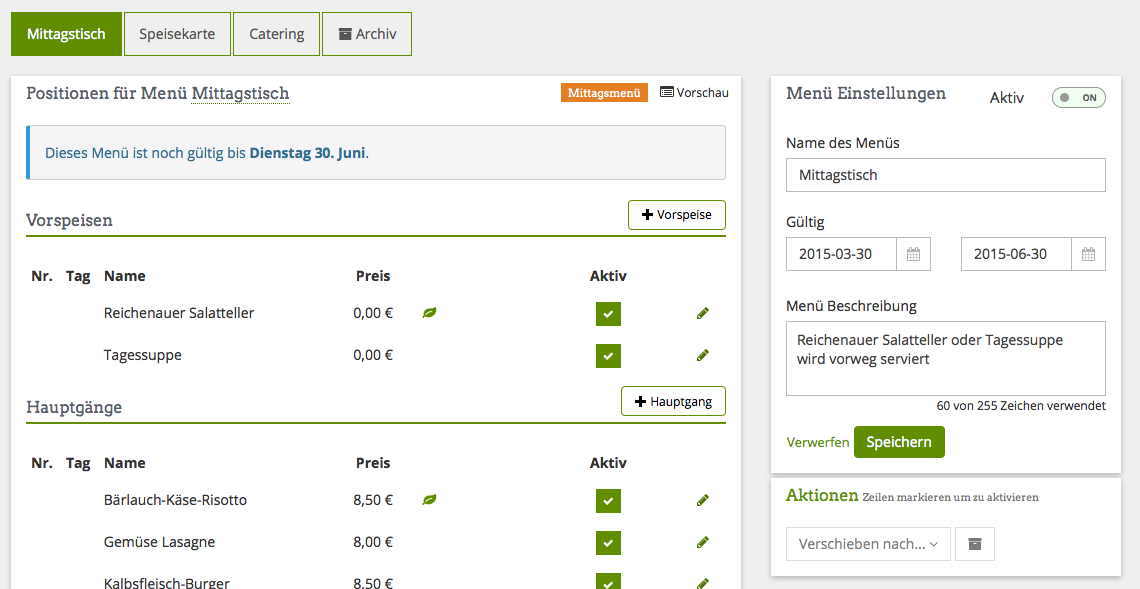 Mittagstisch
Speisekarte
Catering
Archiv
Positionen für Menü Mittagstisch
Mittagsmenü
Vorschau
Dieses Menü ist noch gültig bis Dienstag 30. Juni.
Vorspeisen
Vorspeise
Nr. Tag Name Preis Aktiv
Reichenauer Salatteller 0,00 €
Tagessuppe 0,00 €
Hauptgänge
Hauptgang
Nr. Tag Name Preis Aktiv
Bärlauch-Käse-Risotto 8,50 €
Gemüse Lasagne 8,00 €
Kalbsfleisch-Burger 8,50 €
Menü Einstellungen
Aktiv
ON
Name des Menüs
Mittagstisch
Gültig
2015-03-30
2015-06-30
Menü Beschreibung
Reichenauer Salatteller oder Tagessuppe
wird vorweg serviert
60 von 255 Zeichen verwendet
Verwerfen
Speichern
Aktionen Zeilen markieren um zu aktivieren
Verschieben nach...